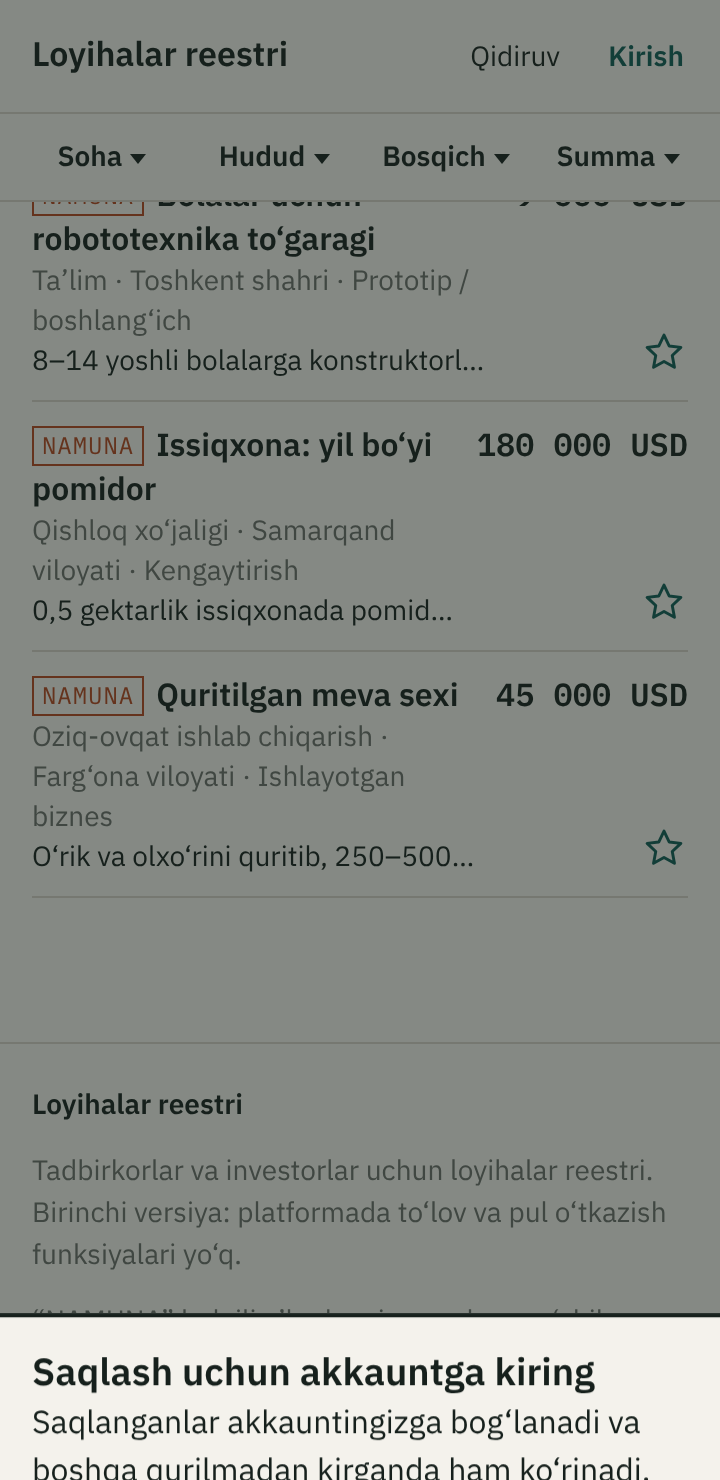 Loyihalar reestri
Qidiruv
Kirish
Soha
Hudud
Bosqich
Summa
robototexnika to‘garagi
Ta’lim · Toshkent shahri · Prototip /
boshlang‘ich
8–14 yoshli bolalarga konstruktorl...
NAMUNA Issiqxona: yil bo‘yi 180 000 USD
pomidor
Qishloq xo‘jaligi · Samarqand
viloyati · Kengaytirish
0,5 gektarlik issiqxonada pomid...
NAMUNA Quritilgan meva sexi 45 000 USD
Oziq-ovqat ishlab chiqarish ·
Farg‘ona viloyati · Ishlayotgan
biznes
O‘rik va olxo‘rini quritib, 250–500...
Loyihalar reestri
Tadbirkorlar va investorlar uchun loyihalar reestri.
Birinchi versiya: platformada to‘lov va pul o‘tkazish
funksiyalari yo‘q.
Saqlash uchun akkauntga kiring
Saqlanganlar akkauntingizga bog‘lanadi va
boshqa qurilmadan kirganda ham ko‘rinadi.